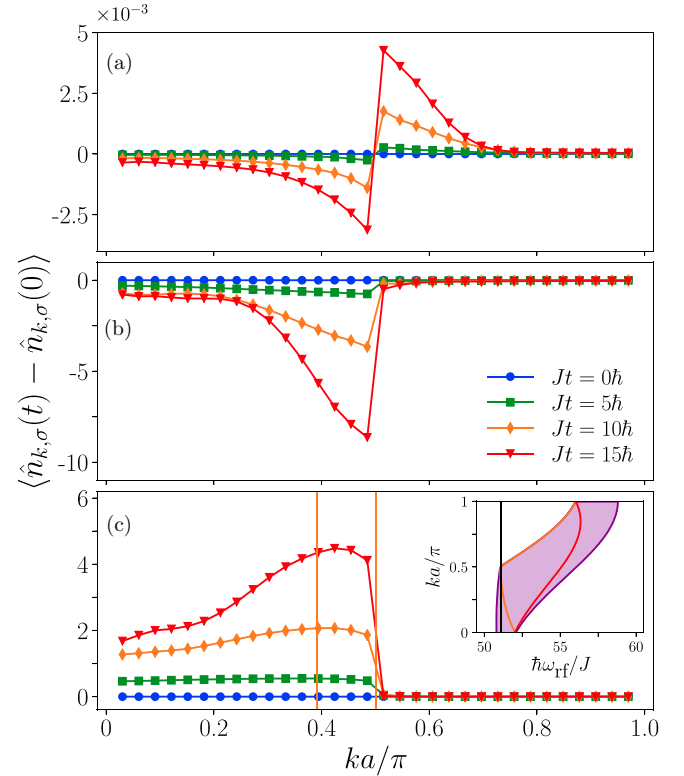 ×10⁻³
5
(a)
2.5
0
-2.5
⟨n̂ₖ,σ(t) − n̂ₖ,σ(0)⟩
0
(b)
-5
-10
Jt = 0ħ
Jt = 5ħ
Jt = 10ħ
Jt = 15ħ
6
(c)
4
2
0
ka/π
1
0.5
0
50 55 60
ħω_rf/J
0 0.2 0.4 0.6 0.8 1.0
ka/π